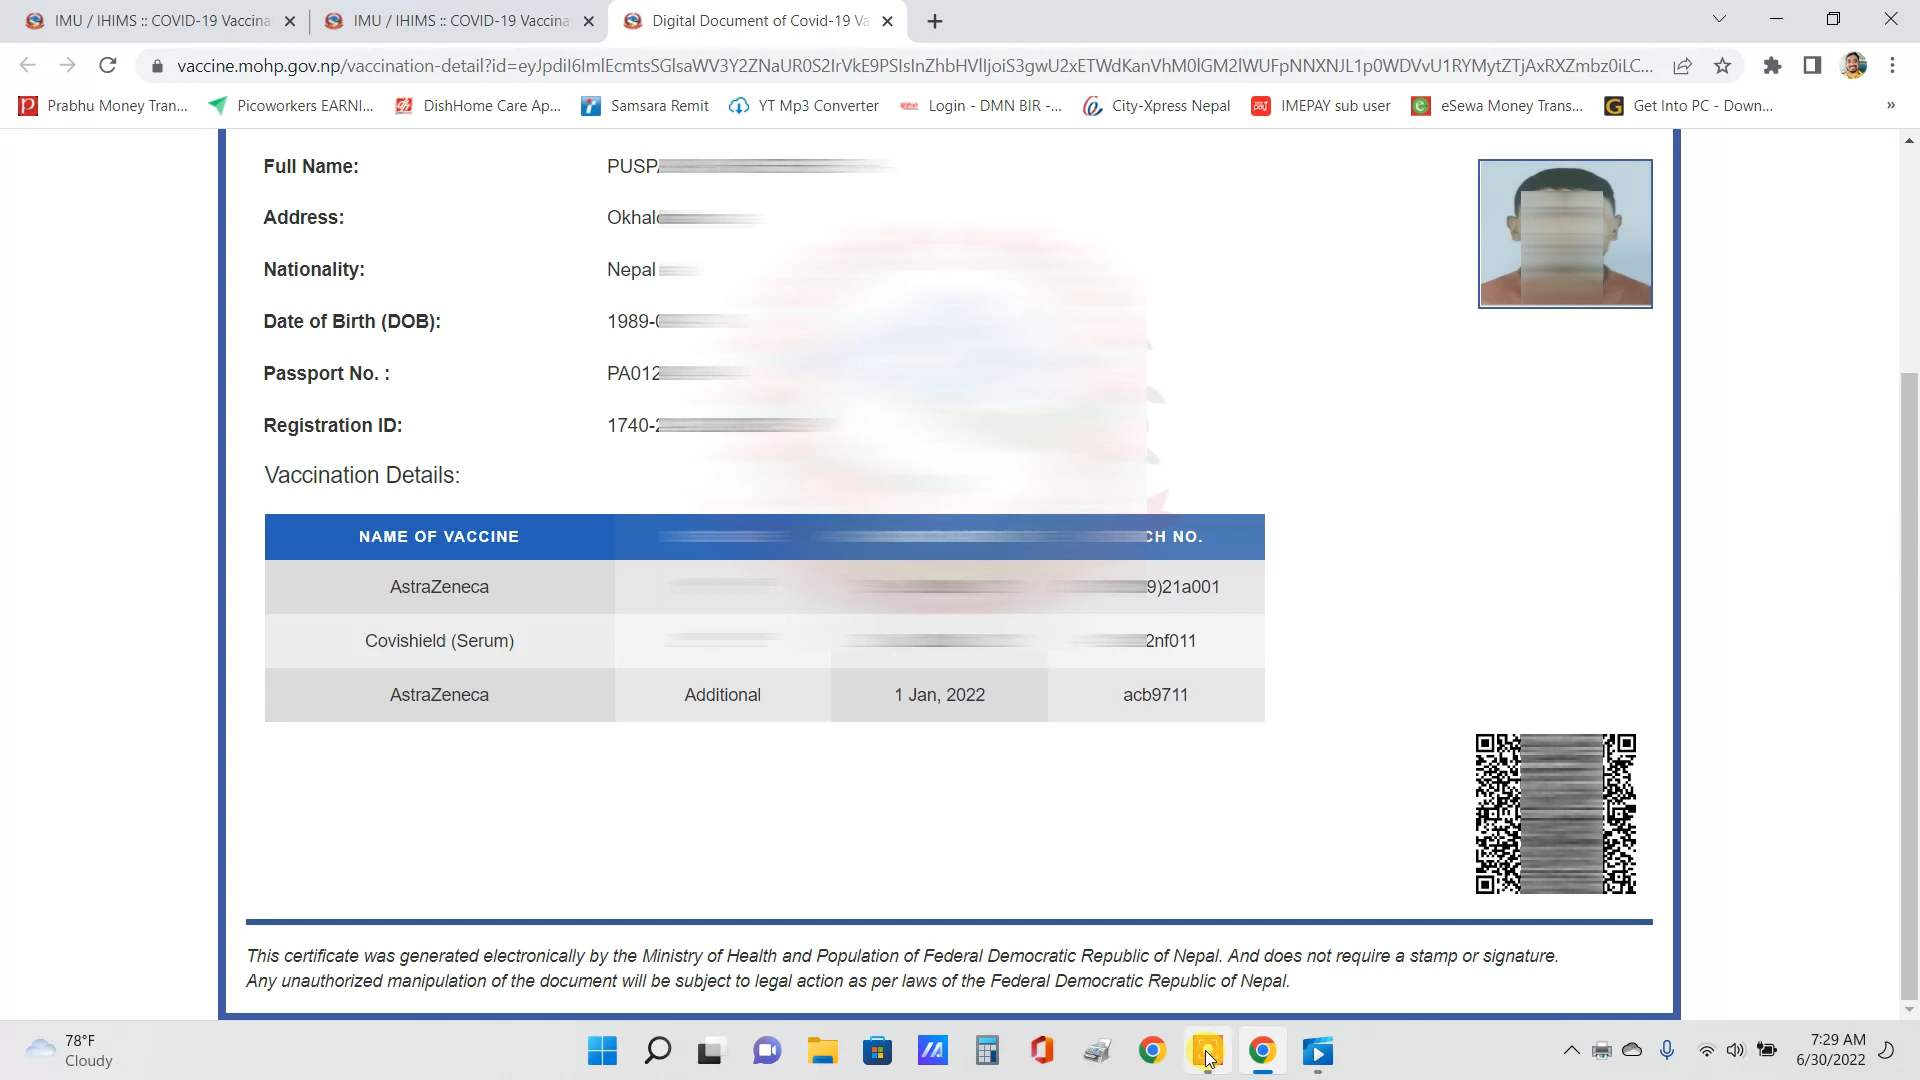 IMU / IHIMS :: COVID-19 Vaccina
IMU / IHIMS :: COVID-19 Vaccina
Digital Document of Covid-19 Va
vaccine.mohp.gov.np/vaccination-detail?id=
Prabhu Money Tran...
Picoworkers EARNI...
DishHome Care Ap...
Samsara Remit
YT Mp3 Converter
Login - DMN BIR -...
City-Xpress Nepal
IMEPAY sub user
eSewa Money Trans...
Get Into PC - Down...
»
Full Name: PUSP
Address: Okhal
Nationality: Nepal
Date of Birth (DOB): 1989-
Passport No. : PA012
Registration ID: 1740-
Vaccination Details:
NAME OF VACCINE CH NO.
AstraZeneca 9)21a001
Covishield (Serum) 2nf011
AstraZeneca Additional 1 Jan, 2022 acb9711
This certificate was generated electronically by the Ministry of Health and Population of Federal Democratic Republic of Nepal. And does not require a stamp or signature.
Any unauthorized manipulation of the document will be subject to legal action as per laws of the Federal Democratic Republic of Nepal.
78°F
Cloudy
7:29 AM
6/30/2022